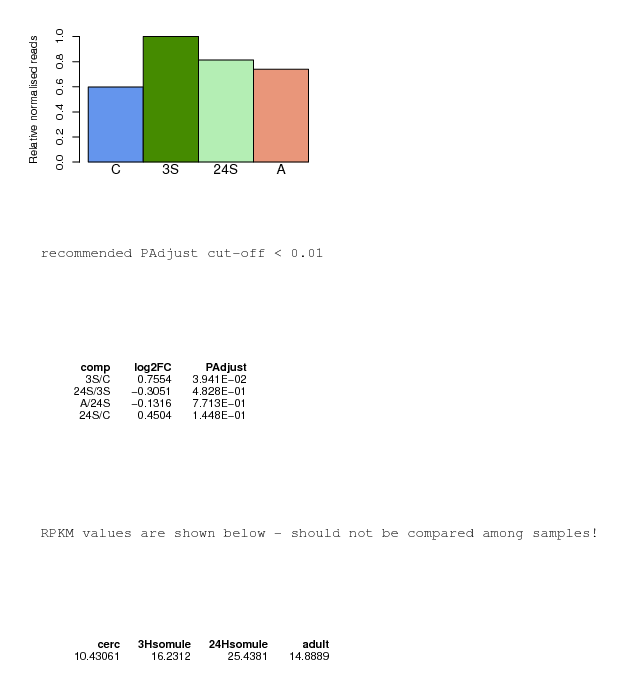 Relative normalised reads
1.0
0.8
0.6
0.4
0.2
0.0
C 3S 24S A
recommended PAdjust cut-off < 0.01
comp log2FC PAdjust
3S/C 0.7554 3.941E-02
24S/3S -0.3051 4.828E-01
A/24S -0.1316 7.713E-01
24S/C 0.4504 1.448E-01
RPKM values are shown below - should not be compared among samples!
cerc 3Hsomule 24Hsomule adult
10.43061 16.2312 25.4381 14.8889